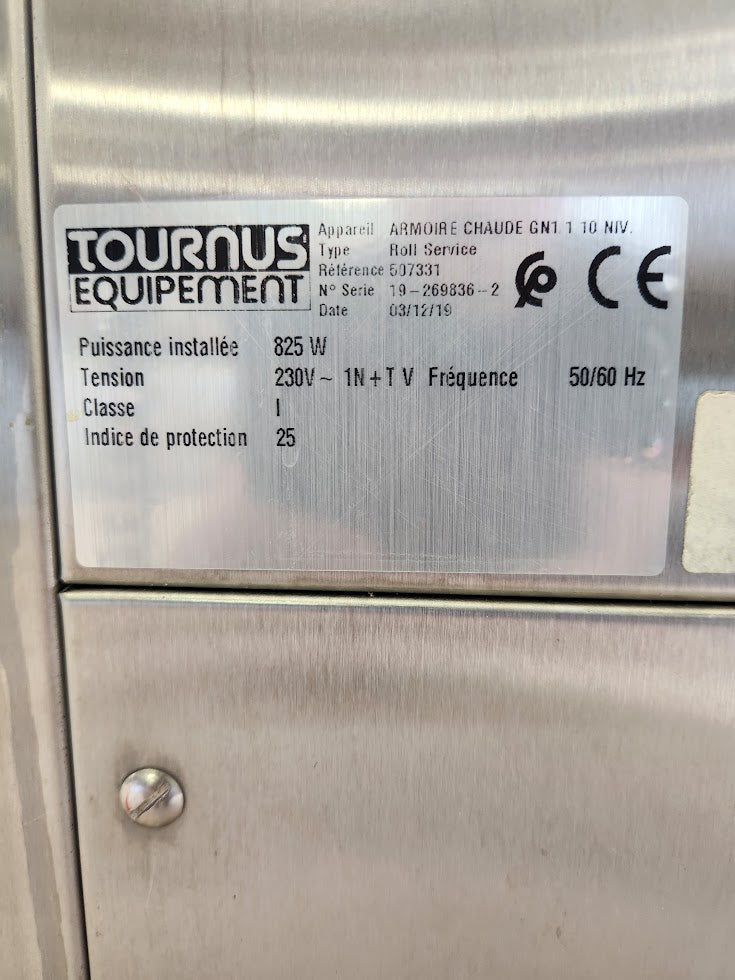 TOURNUS
EQUIPEMENT
Appareil ARMOIRE CHAUDE GN1.1 10 NIV.
Type Roll Service
Référence 507331
N° Serie 19-269836-2
Date 03/12/19
CE
Puissance installée 825 W
Tension 230V ~ 1N + T V Fréquence 50/60 Hz
Classe I
Indice de protection 25